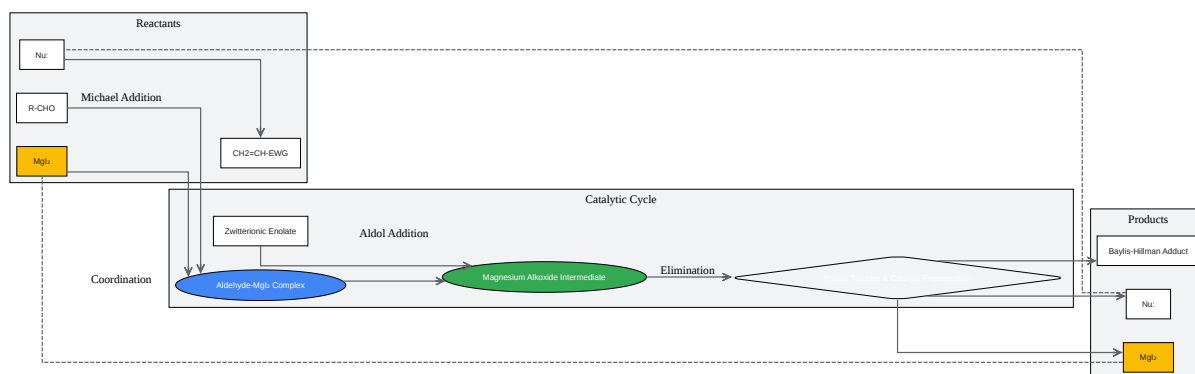 Reactants
Nu:
R-CHO
Michael Addition
MgI₂
CH2=CH-EWG
Catalytic Cycle
Zwitterionic Enolate
Aldol Addition
Coordination
Aldehyde-MgI₂ Complex
Magnesium Alkoxide Intermediate
Elimination
Products
Baylis-Hillman Adduct
Nu:
MgI₂